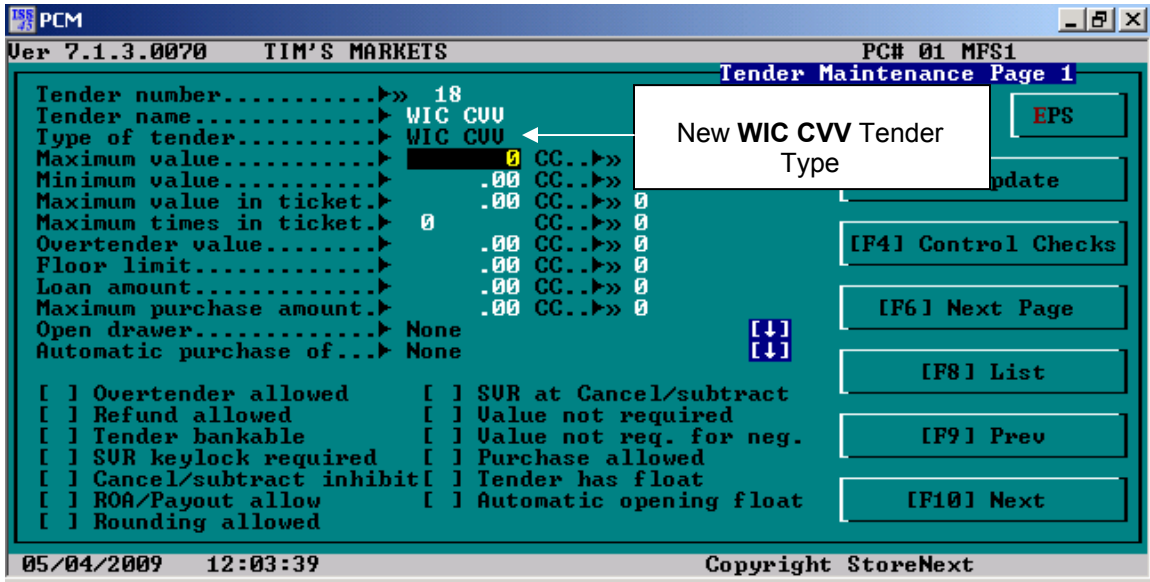 ISS 45 PCM
Ver 7.1.3.0070 TIM'S MARKETS PC# 01 MFS1
Tender Maintenance Page 1
Tender number............►» 18
Tender name..............► WIC CVV
Type of tender...........► WIC CVV
Maximum value............► 0 CC..►»
Minimum value............► .00 CC..►»
Maximum value in ticket.► .00 CC..►» 0
Maximum times in ticket.► 0 CC..►» 0
Overtender value.........► .00 CC..►» 0
Floor limit..............► .00 CC..►» 0
Loan amount..............► .00 CC..►» 0
Maximum purchase amount.► .00 CC..►» 0
Open drawer..............► None [↓]
Automatic purchase of...► None [↓]
[ ] Overtender allowed [ ] SVR at Cancel/subtract
[ ] Refund allowed [ ] Value not required
[ ] Tender bankable [ ] Value not req. for neg.
[ ] SVR keylock required [ ] Purchase allowed
[ ] Cancel/subtract inhibit[ ] Tender has float
[ ] ROA/Payout allow [ ] Automatic opening float
[ ] Rounding allowed
New WIC CVV Tender
Type
EPS
pdate
[F4] Control Checks
[F6] Next Page
[F8] List
[F9] Prev
[F10] Next
05/04/2009 12:03:39 Copyright StoreNext